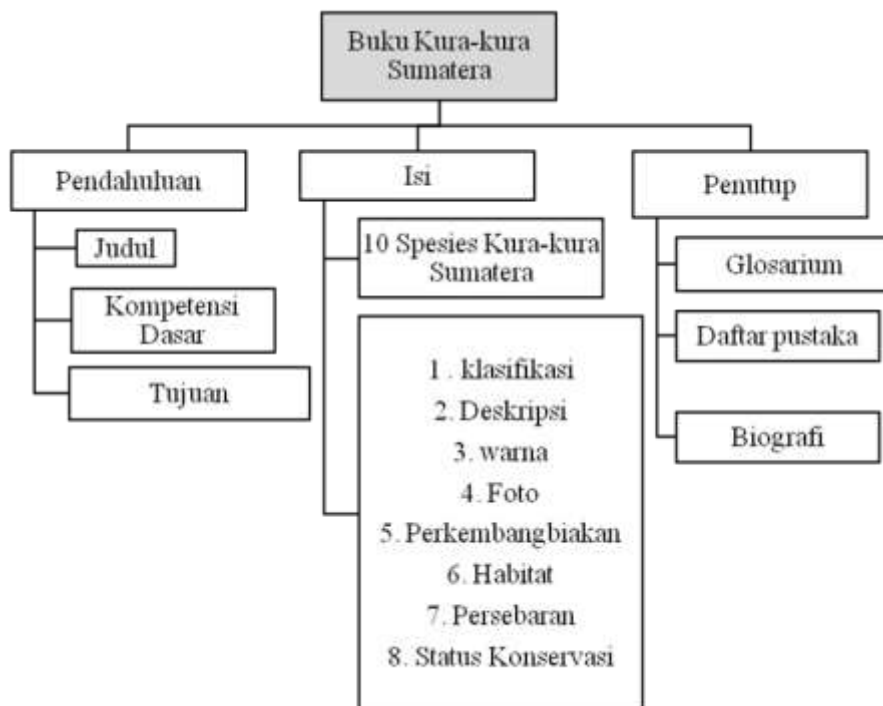 Buku Kura-kura
Sumatera
Pendahuluan
Judul
Kompetensi
Dasar
Tujuan
Isi
10 Spesies Kura-kura
Sumatera
1 . klasifikasi
2. Deskripsi
3. warna
4. Foto
5. Perkembangbiakan
6. Habitat
7. Persebaran
8. Status Konservasi
Penutup
Glosarium
Daftar pustaka
Biografi